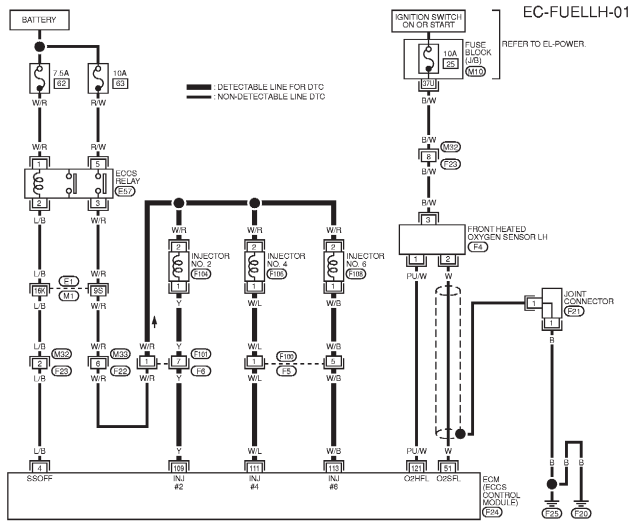 EC-FUELLH-01
BATTERY
IGNITION SWITCH
ON OR START
REFER TO EL-POWER.
FUSE
BLOCK
(J/B)
M10
10A
25
37U
7.5A
62
10A
63
: DETECTABLE LINE FOR DTC
: NON-DETECTABLE LINE DTC
W/R R/W
B/W
B/W
8 M32
F23
B/W
W/R R/W
1 5
ECCS
RELAY
E57
2 3
L/B W/R
B/W
3
FRONT HEATED
OXYGEN SENSOR LH
F4
1 2
PU/W W
W/R W/R W/R
2 2 2
INJECTOR
NO. 2
F104
INJECTOR
NO. 4
F106
INJECTOR
NO. 6
F108
1 1 1
Y W/L W/B
L/B W/R
16K E1 9S
M1
JOINT
CONNECTOR
F21
1
1
B
L/B W/R W/R Y W/L W/B
2 M32 6 M33 1 7 F101 1 F100 5
F23 F22 F6 F5
L/B W/R W/R Y W/L W/B
L/B Y W/L W/B PU/W W
B B B
4 109 111 113 121 51
SSOFF INJ
#2 INJ
#4 INJ
#6 O2HFL O2SFL
ECM
(ECCS
CONTROL
MODULE)
F24
F25 F20